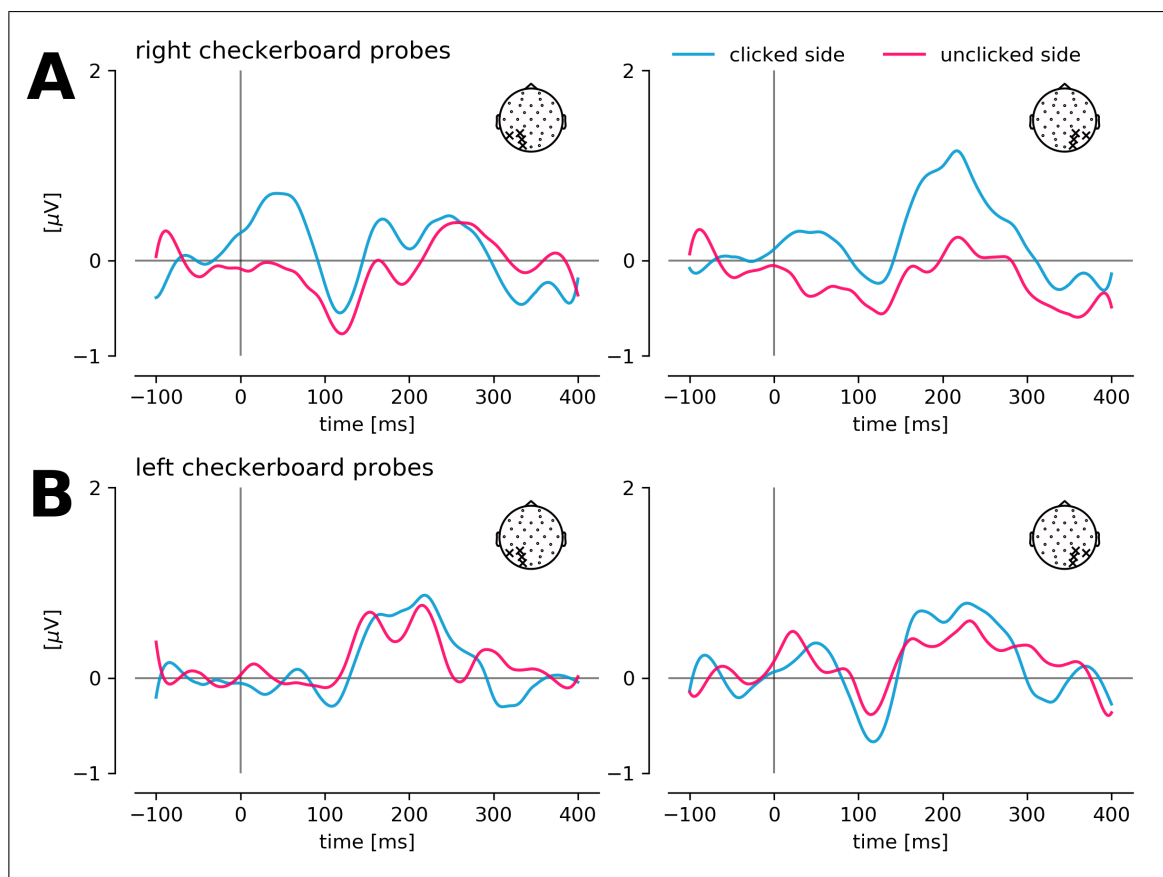 A
right checkerboard probes
clicked side
unclicked side
2
0
−1
[μV]
−100 0 100 200 300 400
time [ms]
2
0
−1
−100 0 100 200 300 400
time [ms]
B
left checkerboard probes
2
0
−1
[μV]
−100 0 100 200 300 400
time [ms]
2
0
−1
−100 0 100 200 300 400
time [ms]